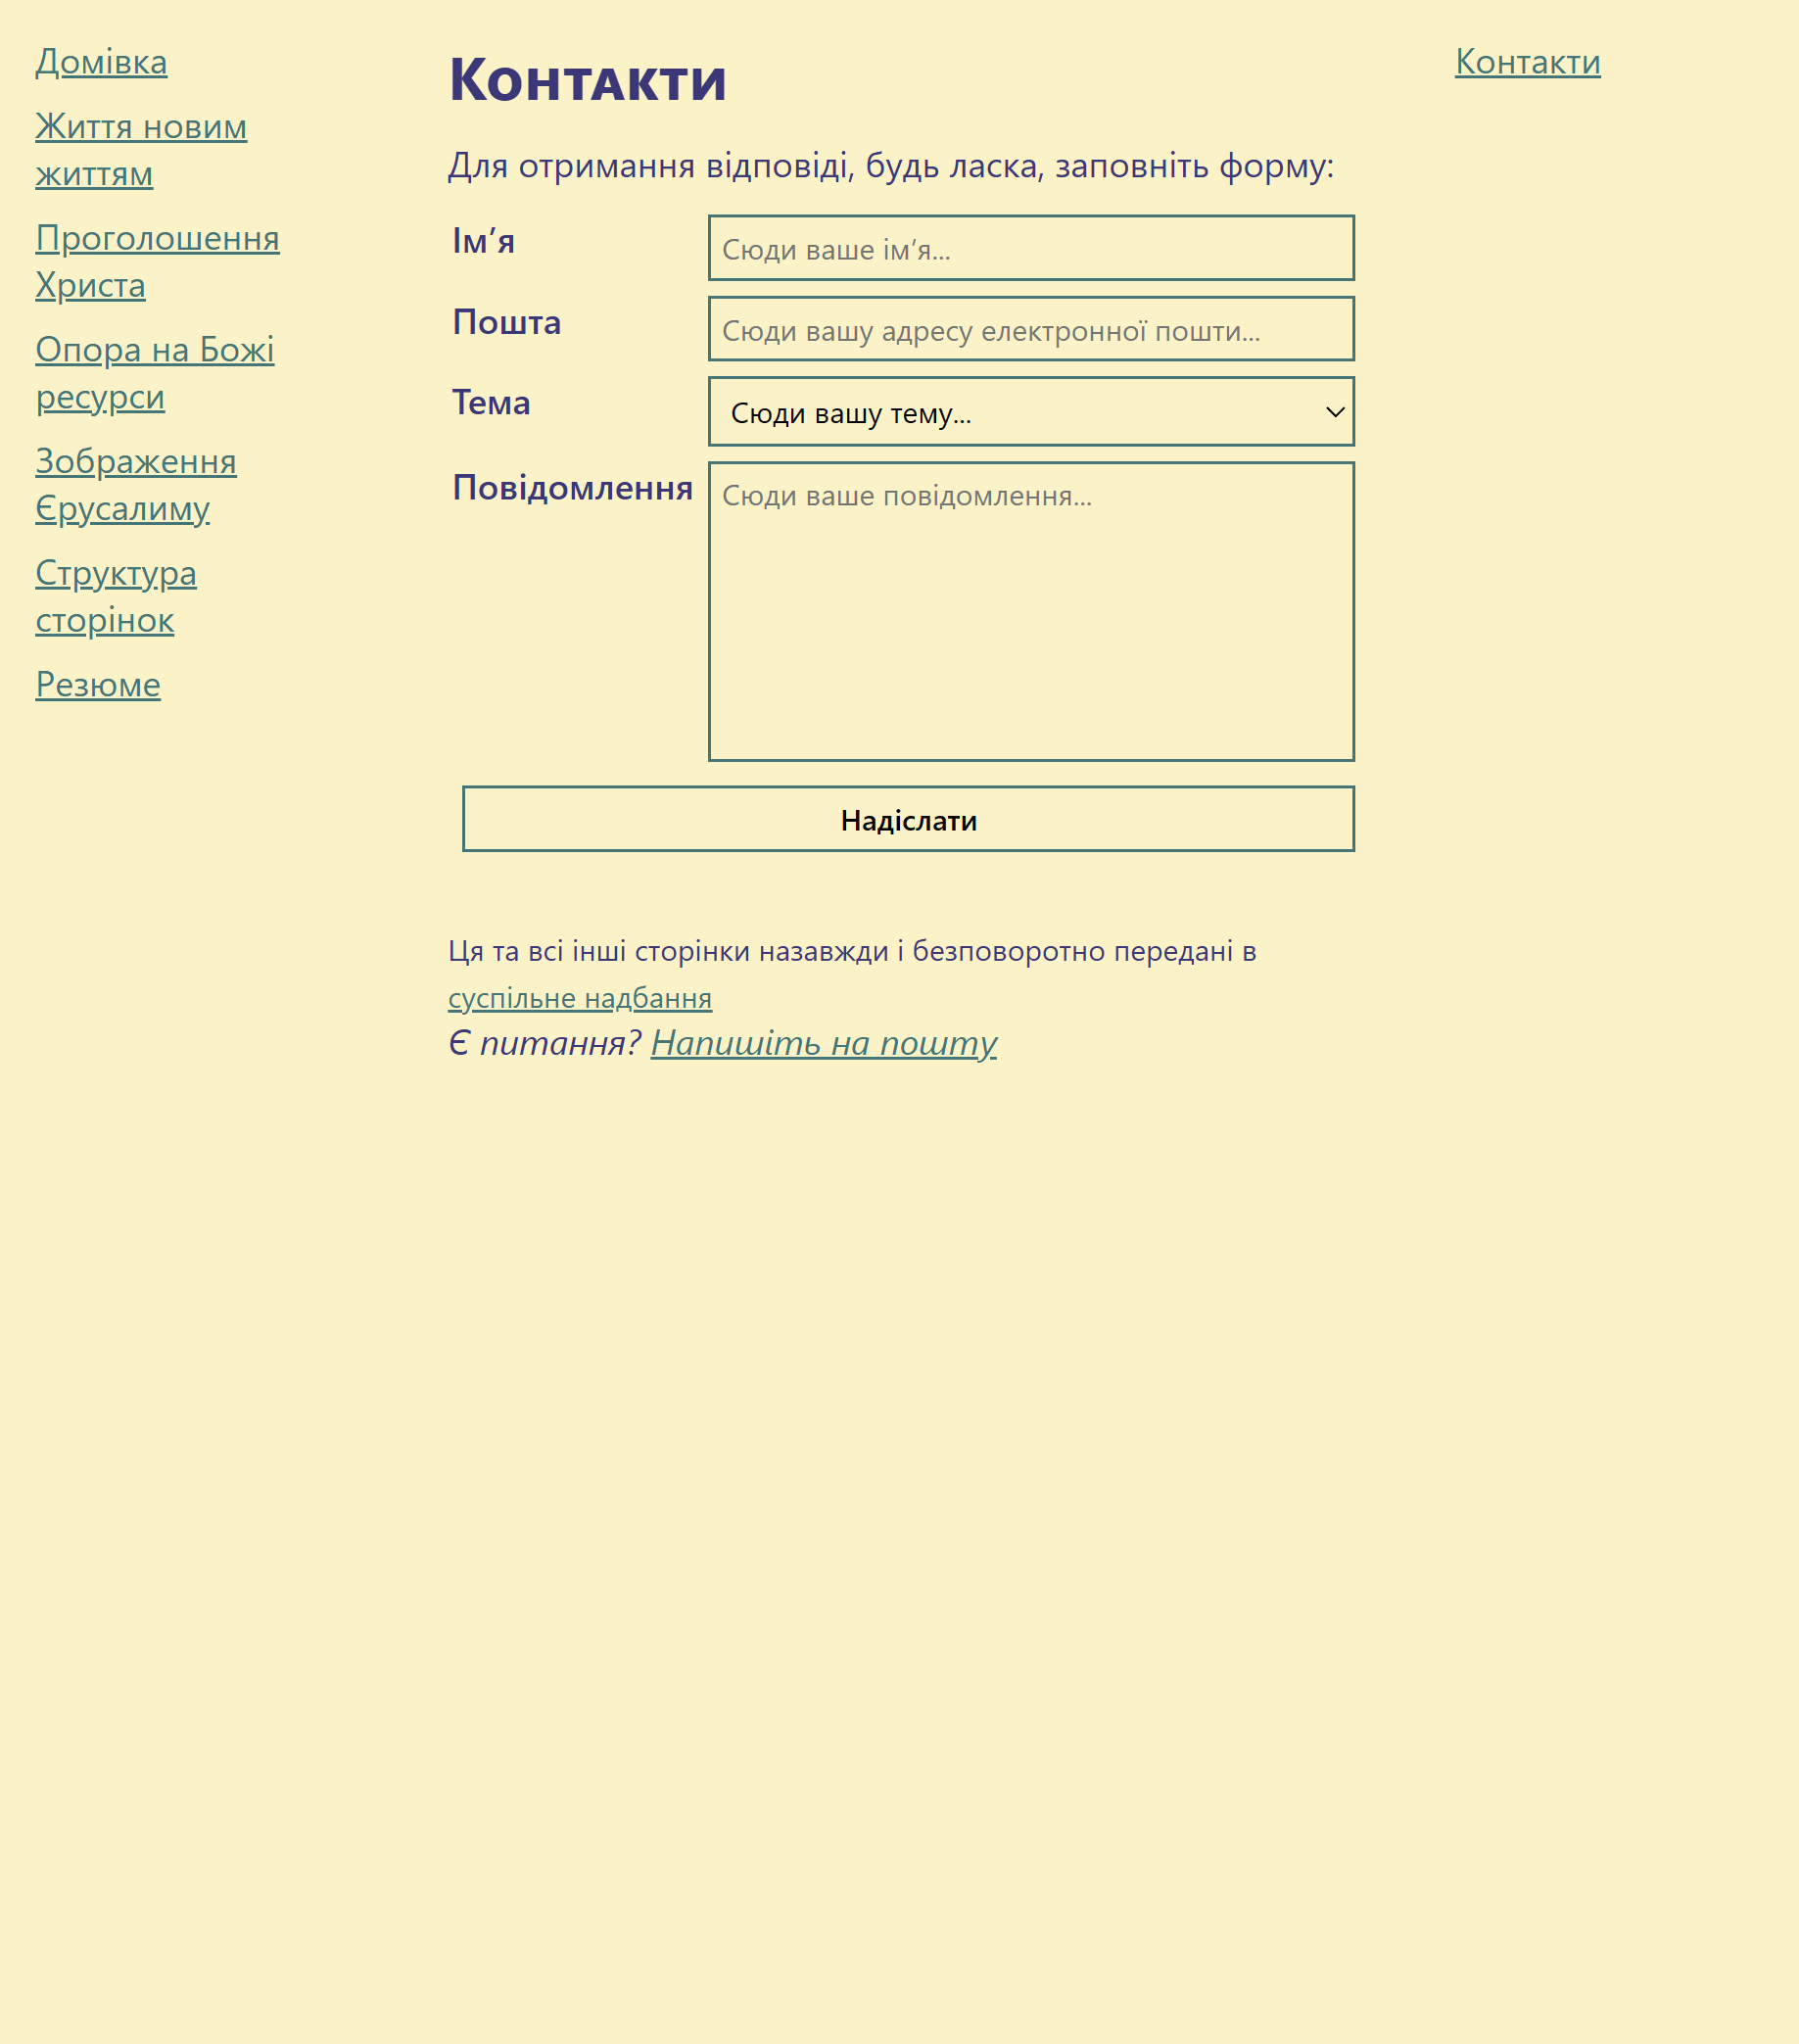 Домівка
Життя новим
життям
Проголошення
Христа
Опора на Божі
ресурси
Зображення
Єрусалиму
Структура
сторінок
Резюме
Контакти
Для отримання відповіді, будь ласка, заповніть форму:
Ім’я
Сюди ваше ім’я...
Пошта
Сюди вашу адресу електронної пошти...
Тема
Сюди вашу тему...
Повідомлення
Сюди ваше повідомлення...
Надіслати
Ця та всі інші сторінки назавжди і безповоротно передані в
суспільне надбання
Є питання? Напишіть на пошту
Контакти